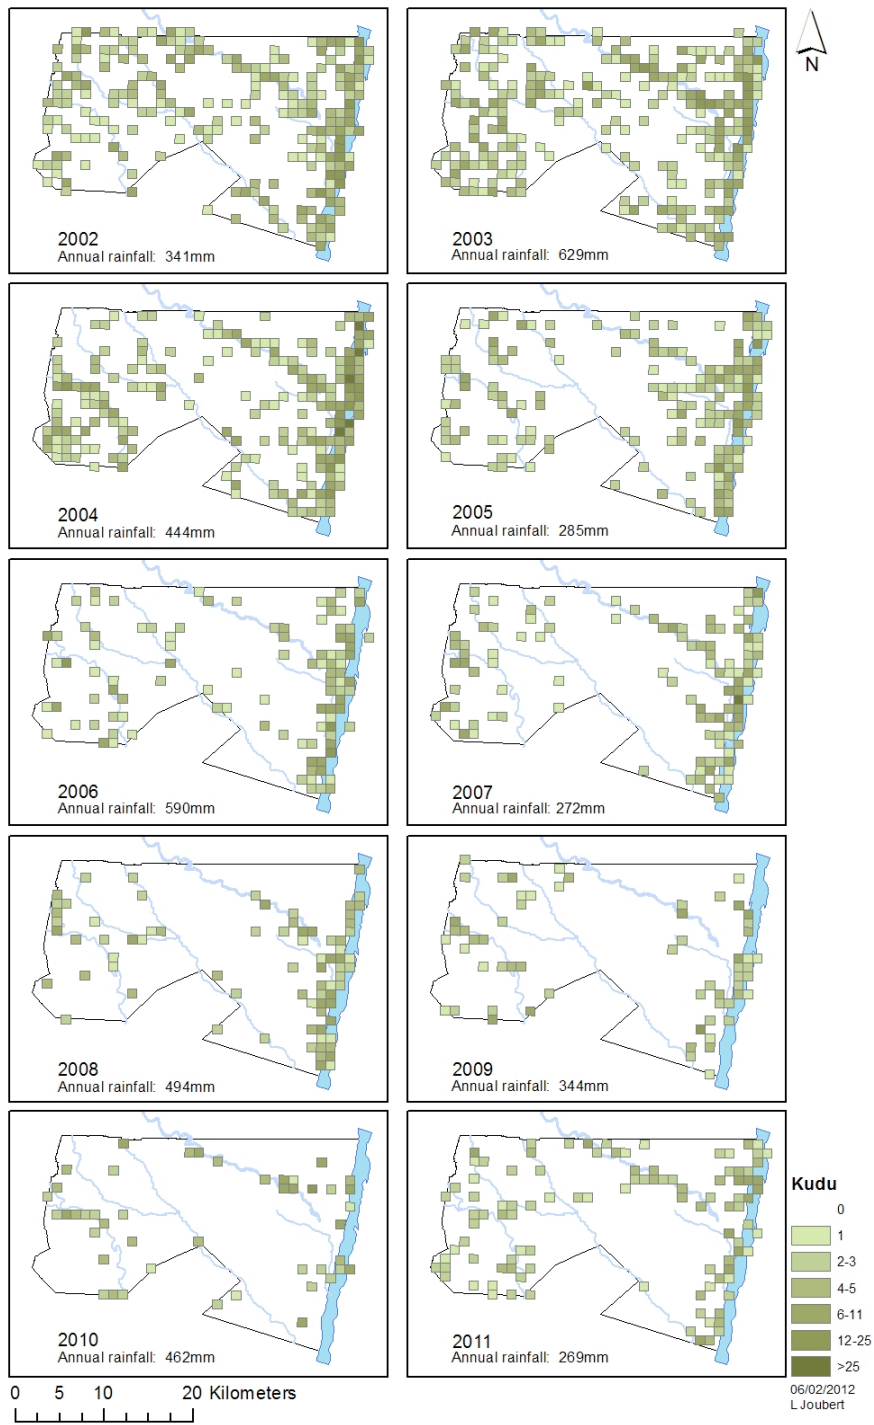 N
2002
Annual rainfall: 341mm
2003
Annual rainfall: 629mm
2004
Annual rainfall: 444mm
2005
Annual rainfall: 285mm
2006
Annual rainfall: 590mm
2007
Annual rainfall: 272mm
2008
Annual rainfall: 494mm
2009
Annual rainfall: 344mm
2010
Annual rainfall: 462mm
2011
Annual rainfall: 269mm
Kudu
0
1
2-3
4-5
6-11
12-25
>25
06/02/2012
L Joubert
0 5 10 20 Kilometers